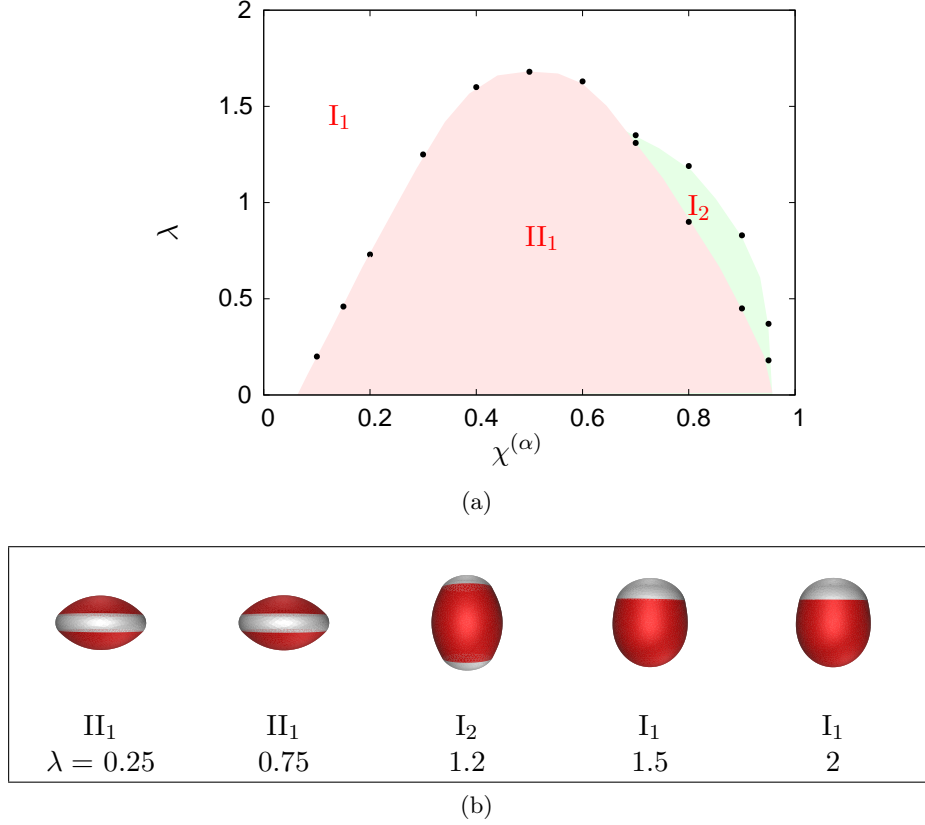 2
1.5
1
0.5
0
λ
I₁
II₁
I₂
0 0.2 0.4 0.6 0.8 1
χ⁽ᵅ⁾
(a)
II₁ II₁ I₂ I₁ I₁
λ = 0.25 0.75 1.2 1.5 2
(b)